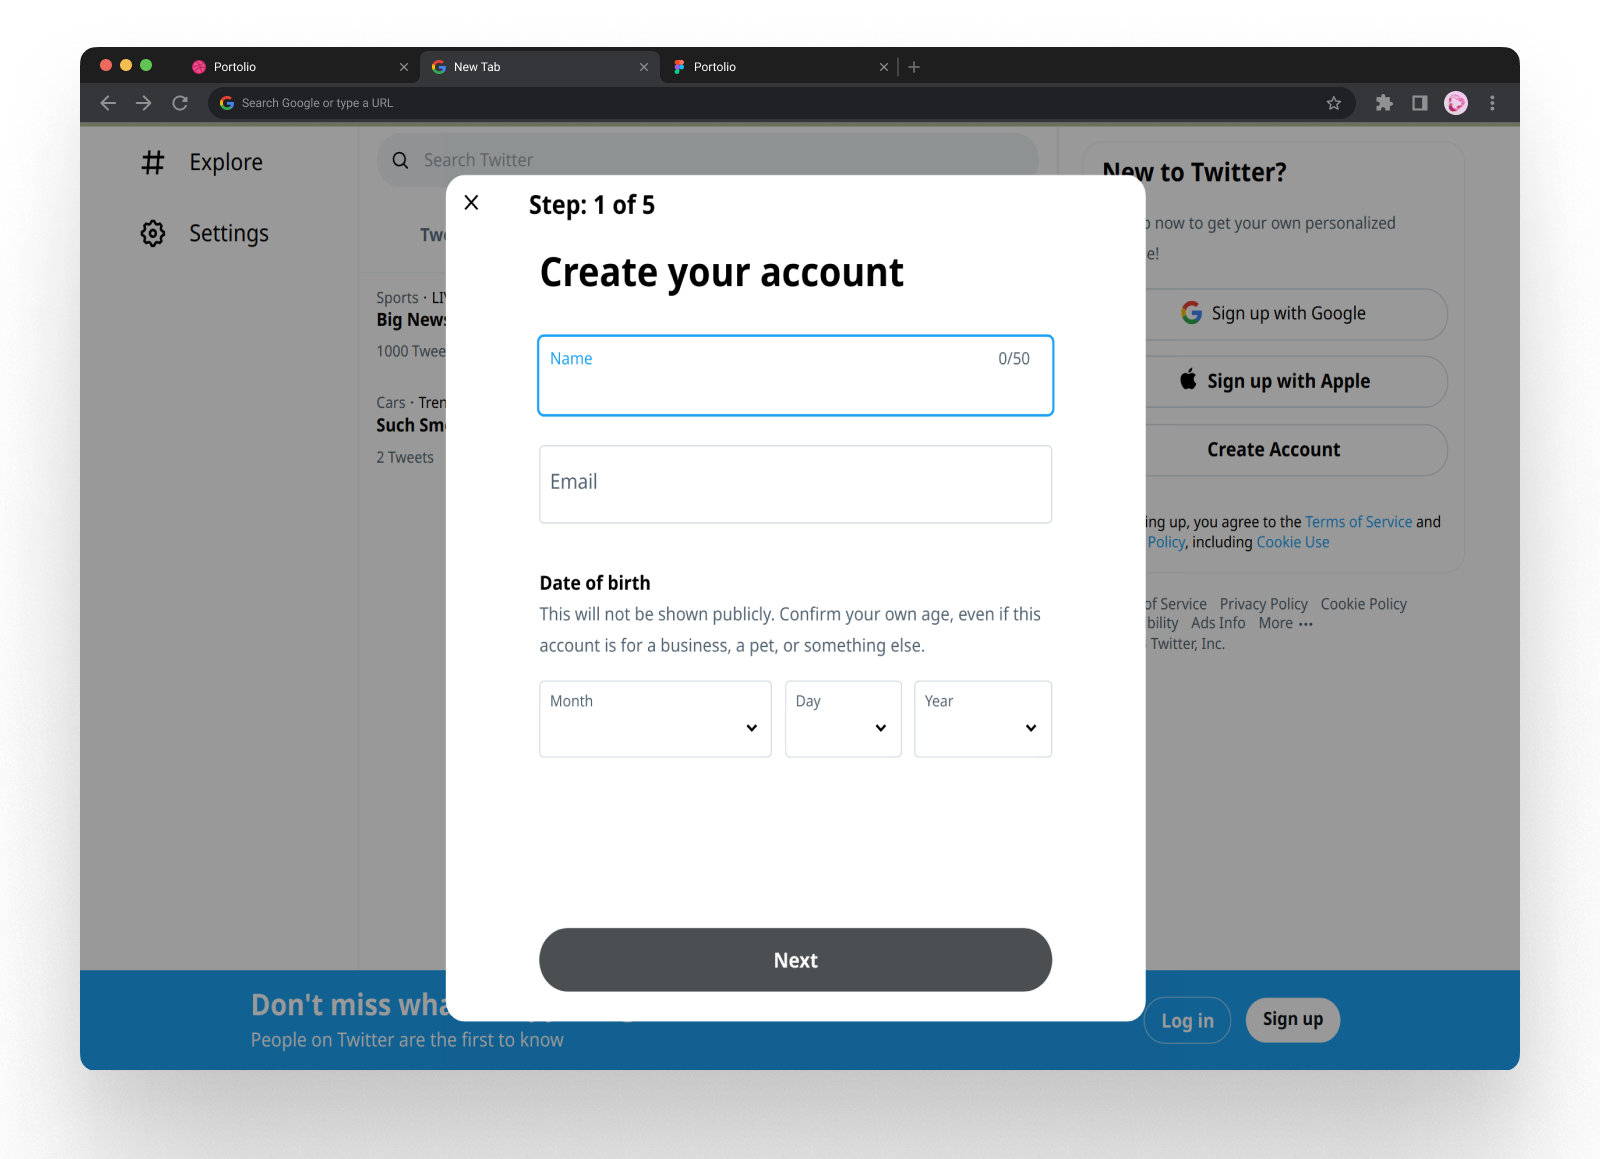 Portolio
New Tab
Portolio
Search Google or type a URL
Explore
Settings
Search Twitter
Sports · LIV
Big News
1000 Twee
Cars · Tren
2 Tweets
Step: 1 of 5
Create your account
Name
0/50
Email
Date of birth
This will not be shown publicly. Confirm your own age, even if this
account is for a business, a pet, or something else.
Month
Day
Year
Next
New to Twitter?
now to get your own personalized
Sign up with Google
Sign up with Apple
Create Account
ing up, you agree to the Terms of Service and
Policy, including Cookie Use
of Service Privacy Policy Cookie Policy
bility Ads Info More ···
Twitter, Inc.
Don't miss wha
People on Twitter are the first to know
Log in
Sign up